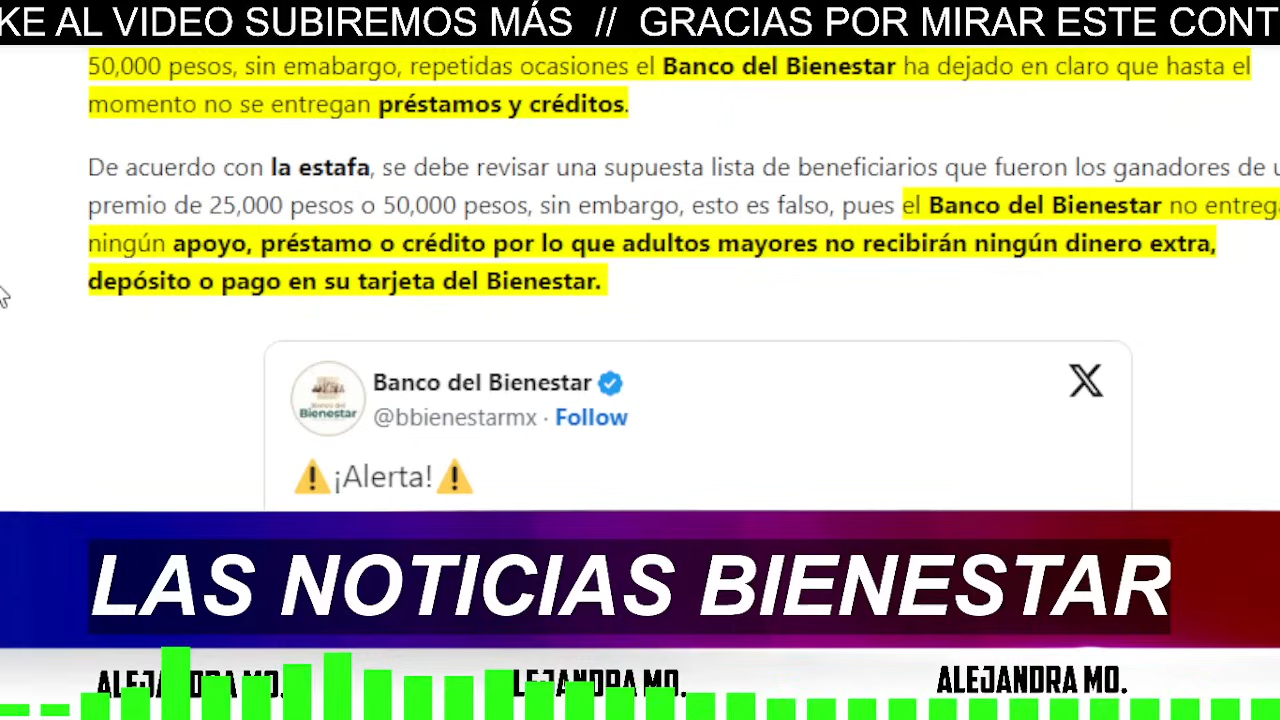 KE AL VIDEO SUBIREMOS MÁS // GRACIAS POR MIRAR ESTE CONT
50,000 pesos, sin emabargo, repetidas ocasiones el Banco del Bienestar ha dejado en claro que hasta el
momento no se entregan préstamos y créditos.
De acuerdo con la estafa, se debe revisar una supuesta lista de beneficiarios que fueron los ganadores de u
premio de 25,000 pesos o 50,000 pesos, sin embargo, esto es falso, pues el Banco del Bienestar no entrega
ningún apoyo, préstamo o crédito por lo que adultos mayores no recibirán ningún dinero extra,
depósito o pago en su tarjeta del Bienestar.
Bienestar
Banco del Bienestar
@bbienestarmx · Follow
⚠️¡Alerta!⚠️
LAS NOTICIAS BIENESTAR
ALEJANDRA MO. ALEJANDRA MO. ALEJANDRA MO.